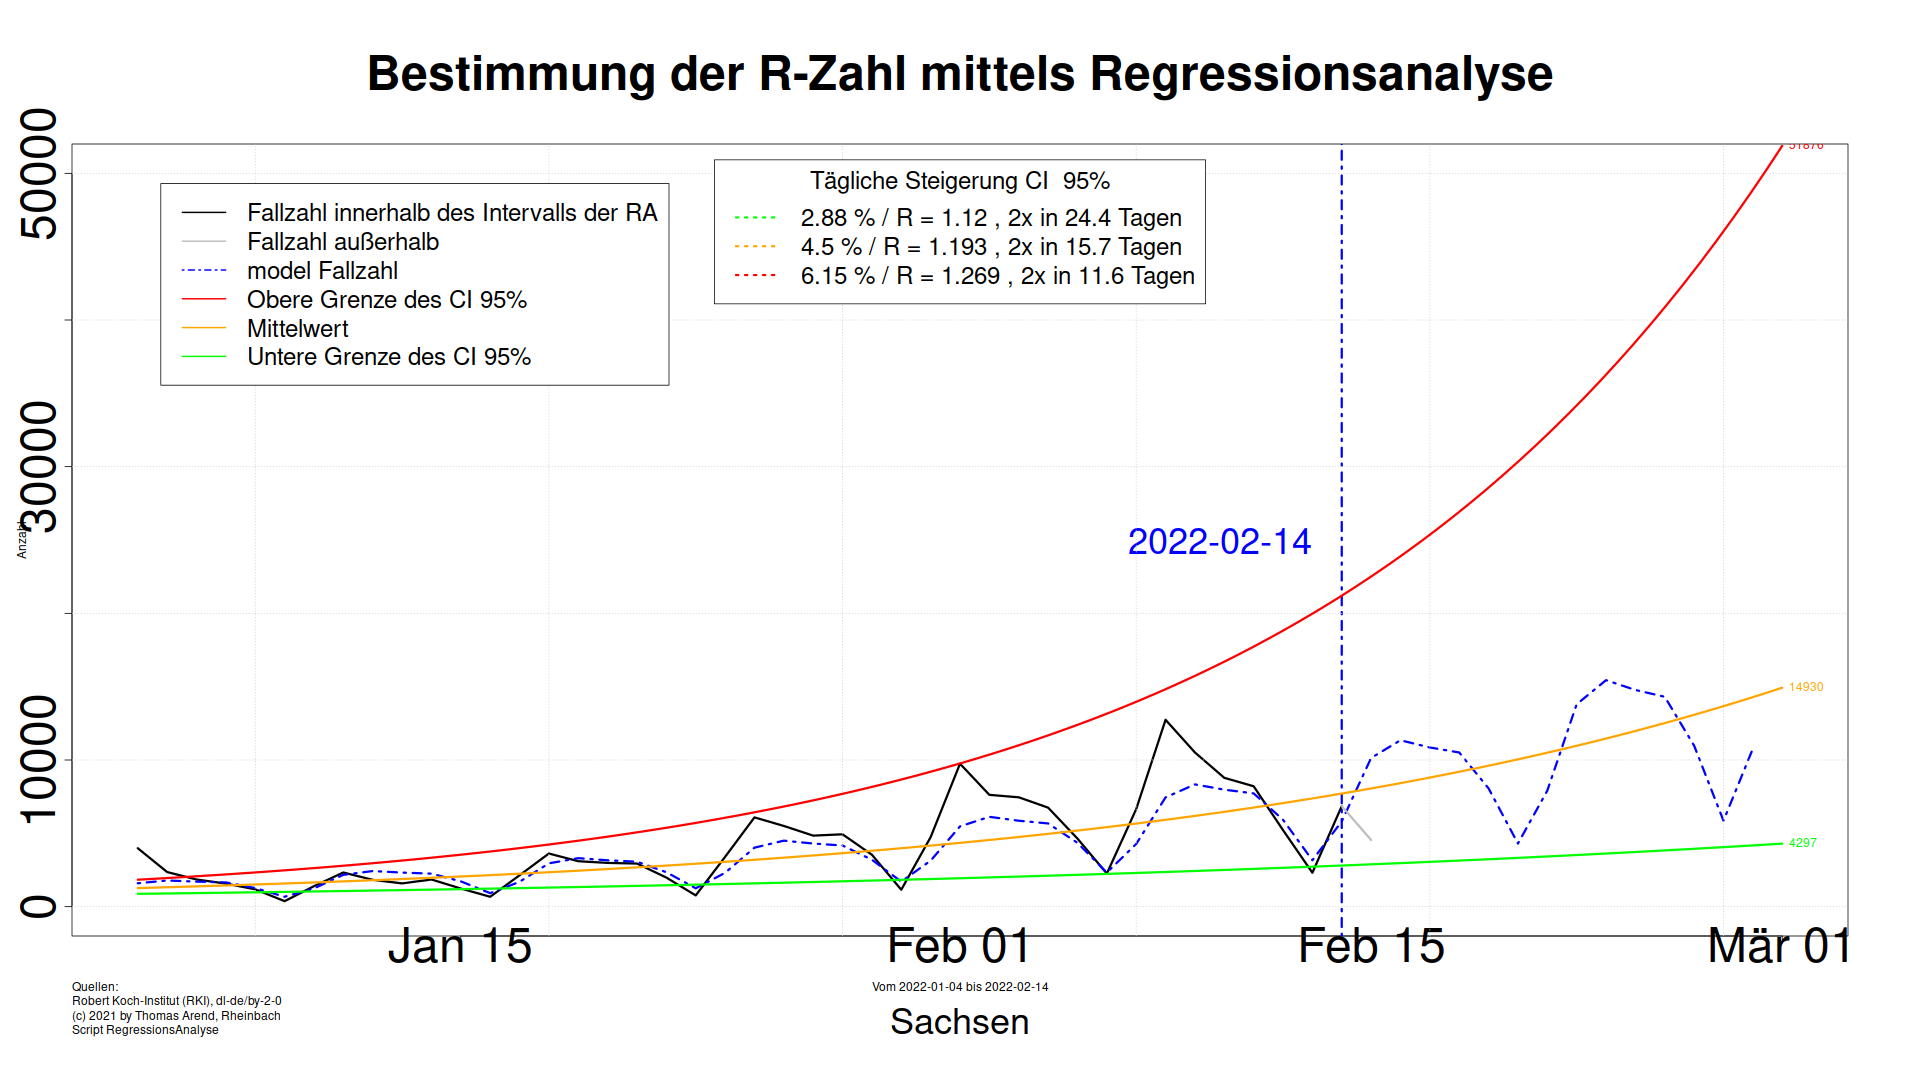 Bestimmung der R-Zahl mittels Regressionsanalyse
50000
30000
10000
0
Anzahl
Fallzahl innerhalb des Intervalls der RA
Fallzahl außerhalb
model Fallzahl
Obere Grenze des CI 95%
Mittelwert
Untere Grenze des CI 95%
Tägliche Steigerung CI  95%
2.88 % / R = 1.12 , 2x in 24.4 Tagen
4.5 % / R = 1.193 , 2x in 15.7 Tagen
6.15 % / R = 1.269 , 2x in 11.6 Tagen
51876
2022-02-14
14930
4297
Jan 15
Feb 01
Feb 15
Mär 01
Quellen:
Robert Koch-Institut (RKI), dl-de/by-2-0
(c) 2021 by Thomas Arend, Rheinbach
Script RegressionsAnalyse
Vom 2022-01-04 bis 2022-02-14
Sachsen